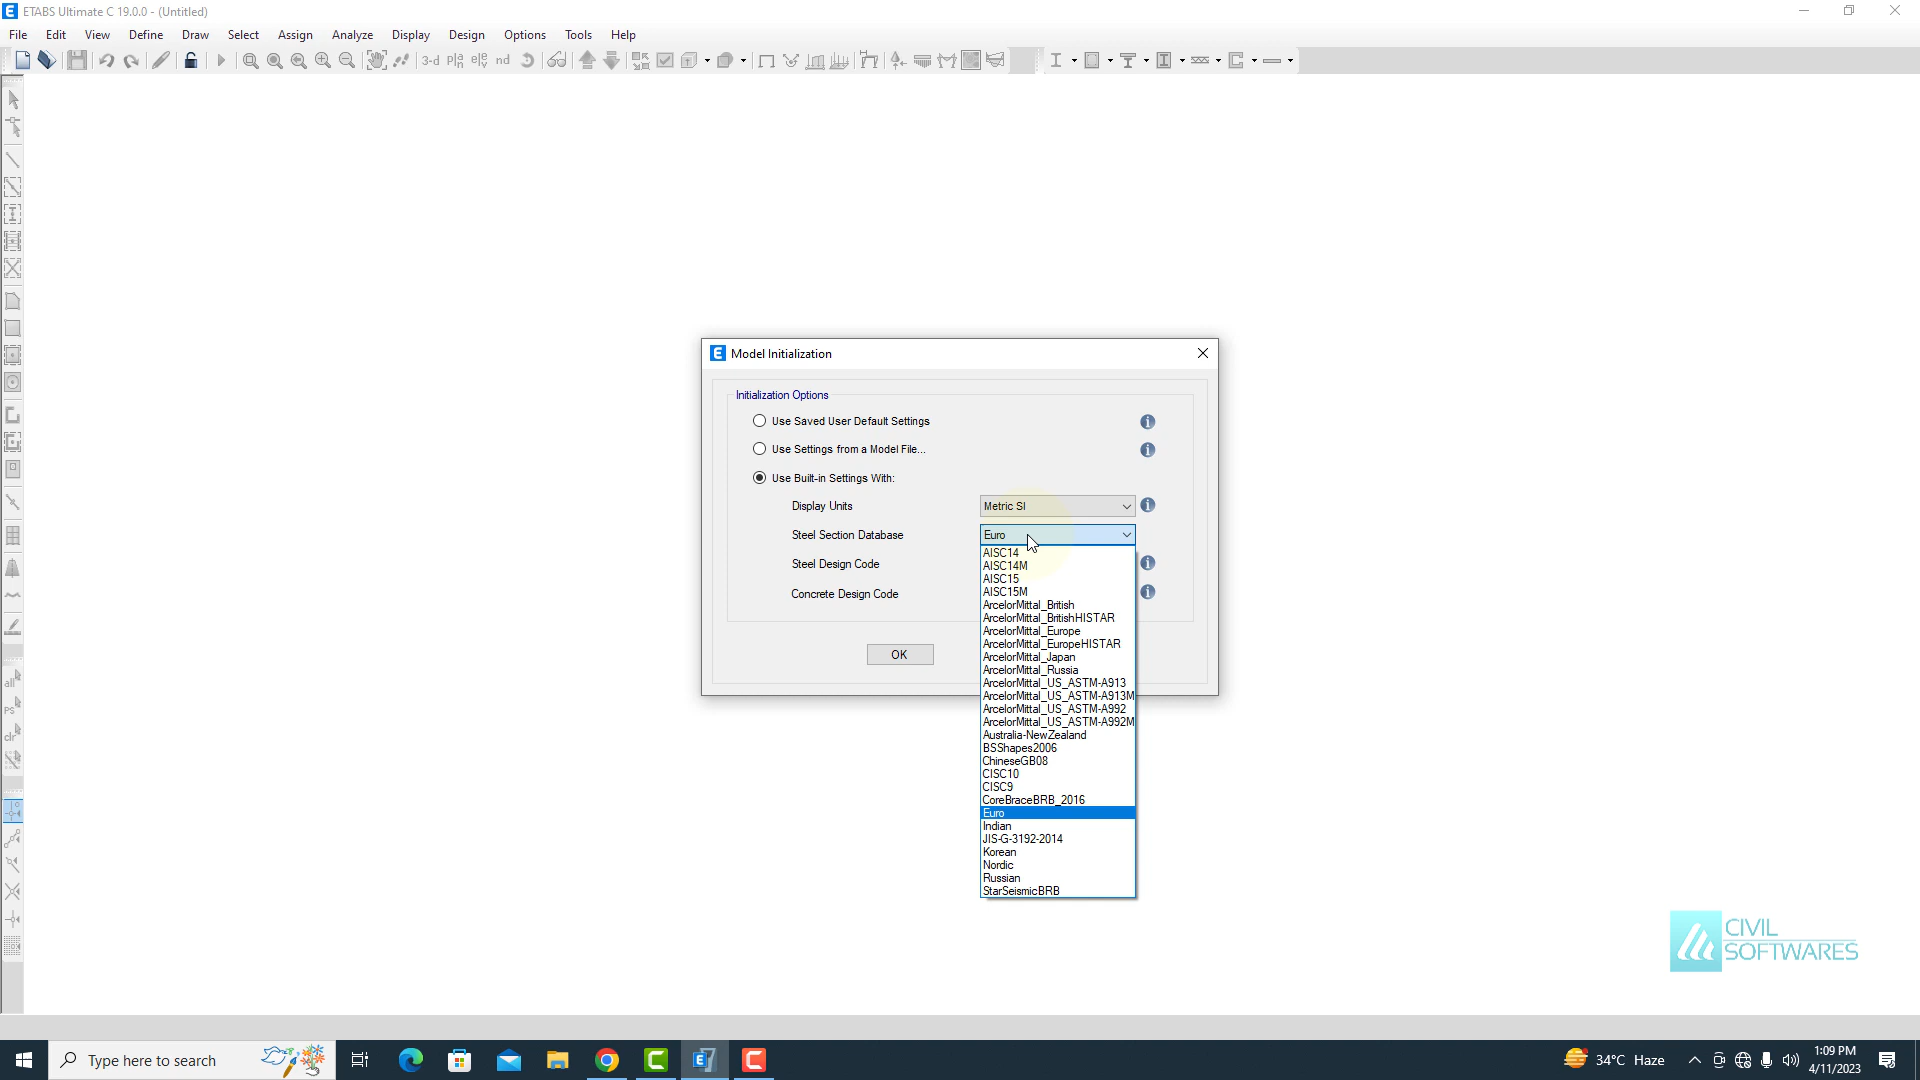 ETABS Ultimate C 19.0.0 - (Untitled)
File Edit View Define Draw Select Assign Analyze Display Design Options Tools Help
3-d
nd
Model Initialization
Initialization Options
Use Saved User Default Settings
Use Settings from a Model File...
Use Built-in Settings With:
Display Units
Metric SI
Steel Section Database
Euro
Steel Design Code
Concrete Design Code
OK
AISC14
AISC14M
AISC15
AISC15M
ArcelorMittal_British
ArcelorMittal_BritishHISTAR
ArcelorMittal_Europe
ArcelorMittal_EuropeHISTAR
ArcelorMittal_Japan
ArcelorMittal_Russia
ArcelorMittal_US_ASTM-A913
ArcelorMittal_US_ASTM-A913M
ArcelorMittal_US_ASTM-A992
ArcelorMittal_US_ASTM-A992M
Australia-NewZealand
BSShapes2006
ChineseGB08
CISC10
CISC9
CoreBraceBRB_2016
Euro
Indian
JIS-G-3192-2014
Korean
Nordic
Russian
StarSeismicBRB
all
PS
clr
CIVIL
SOFTWARES
Type here to search
34°C Haze
1:09 PM
4/11/2023